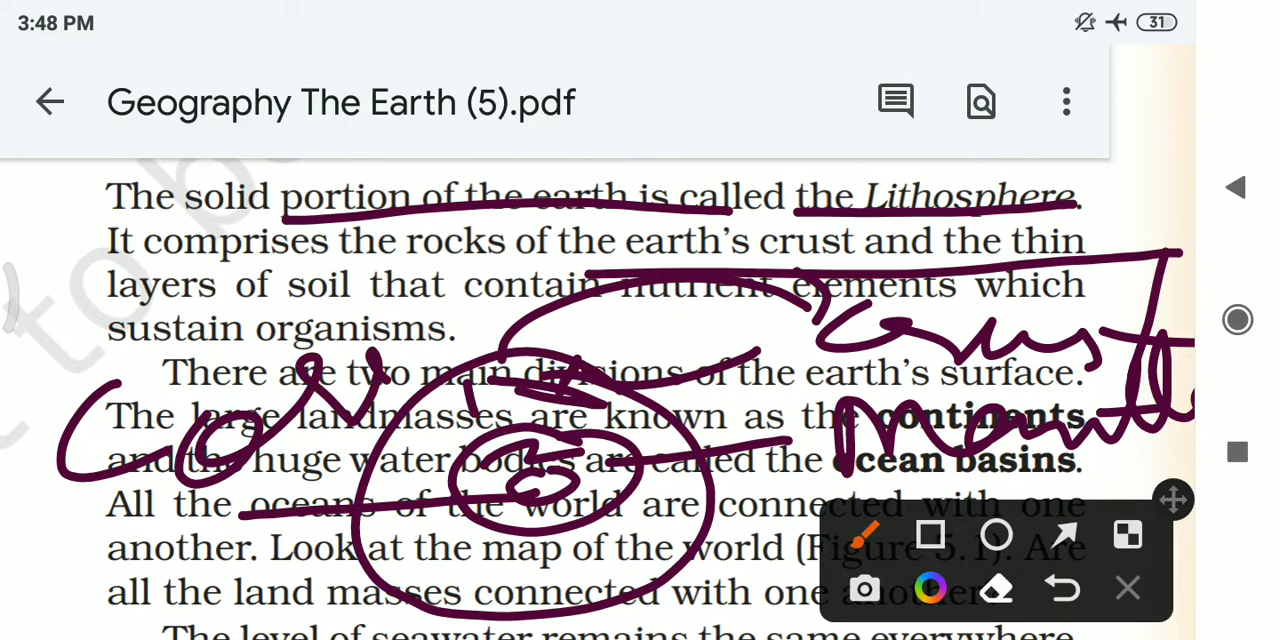 3:48 PM
31
Geography The Earth (5).pdf
The solid portion of the earth is called the Lithosphere.
It comprises the rocks of the earth's crust and the thin
layers of soil that contain nutrient elements which
sustain organisms.
There are two main divisions of the earth's surface.
The large landmasses are known as the continents
and the huge water bodies are called the ocean basins.
All the oceans of the world are connected with one
another. Look at the map of the world (Figure 5.1). Are
all the land masses connected with one another?
The level of seawater remains the same everywhere
crust